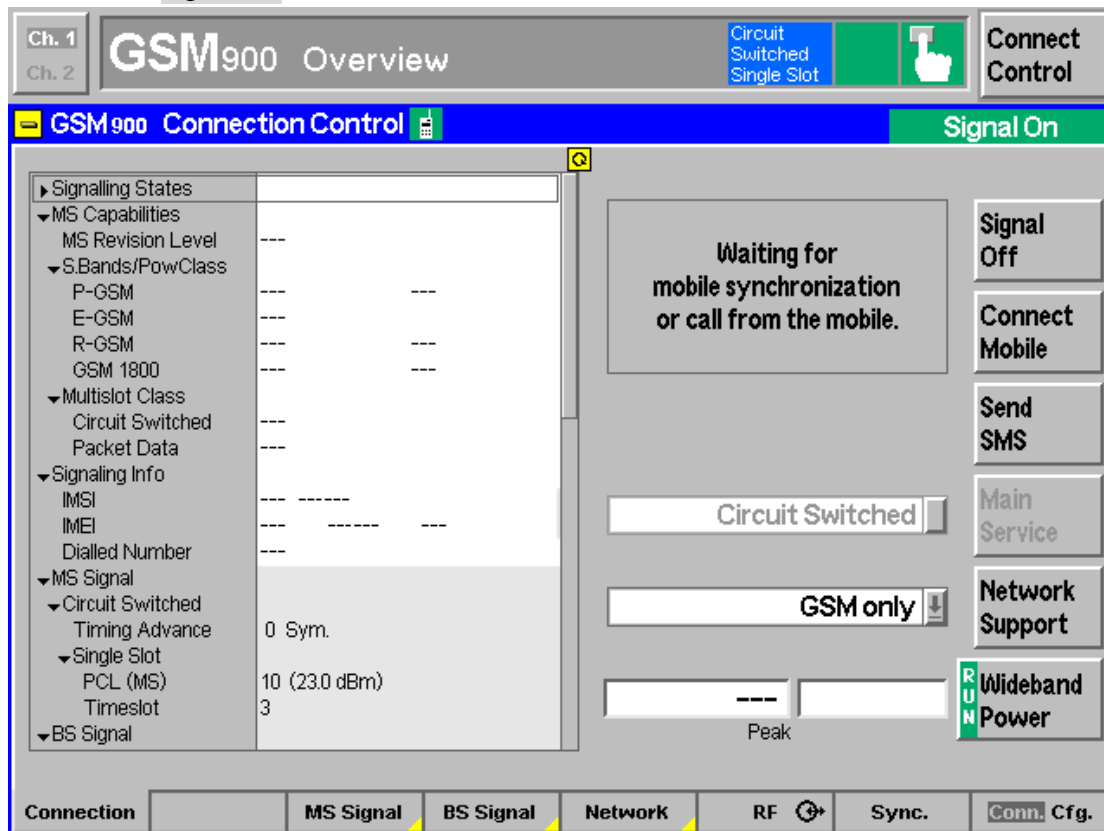 Ch. 1
Ch. 2
GSM900 Overview
Circuit
Switched
Single Slot
Connect
Control
GSM 900 Connection Control
Signal On
Signalling States
MS Capabilities
MS Revision Level ---
S.Bands/PowClass
P-GSM --- ---
E-GSM --- ---
R-GSM --- ---
GSM 1800 --- ---
Multislot Class
Circuit Switched ---
Packet Data ---
Signaling Info
IMSI --- ------
IMEI --- ------ ---
Dialled Number ---
MS Signal
Circuit Switched
Timing Advance 0 Sym.
Single Slot
PCL (MS) 10 (23.0 dBm)
Timeslot 3
BS Signal
Waiting for
mobile synchronization
or call from the mobile.
Circuit Switched
GSM only
---
Peak
Signal
Off
Connect
Mobile
Send
SMS
Main
Service
Network
Support
RUN
Wideband
Power
Connection MS Signal BS Signal Network RF Sync. Conn. Cfg.